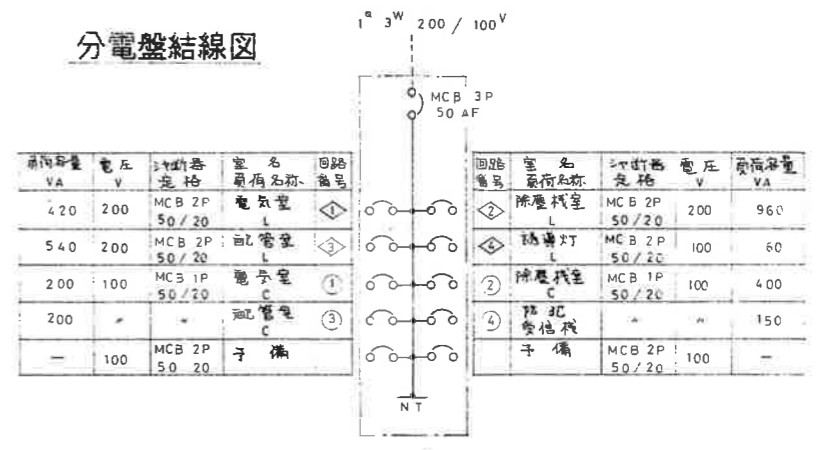 1φ 3W 200 / 100V
分電盤結線図
MCB 3P
50 AF
負荷容量 電圧 シャ断器 室名 回路
VA V 定格 負荷名称 番号
420 200 MCB 2P 電気室 1
50/20 L
540 200 MCB 2P 配管室 3
50/20 L
200 100 MCB 1P 電気室 1
50/20 C
200 〃 〃 配管室 3
C
— 100 MCB 2P 予備
50 20
回路 室名 シャ断器 電圧 負荷容量
番号 負荷名称 定格 V VA
2 除塵機室 MCB 2P 200 960
L 50/20
4 誘導灯 MCB 2P 100 60
L 50/20
2 除塵機室 MCB 1P 100 400
C 50/20
4 防犯 〃 〃 150
受信機
予備 MCB 2P 100 —
50/20
NT